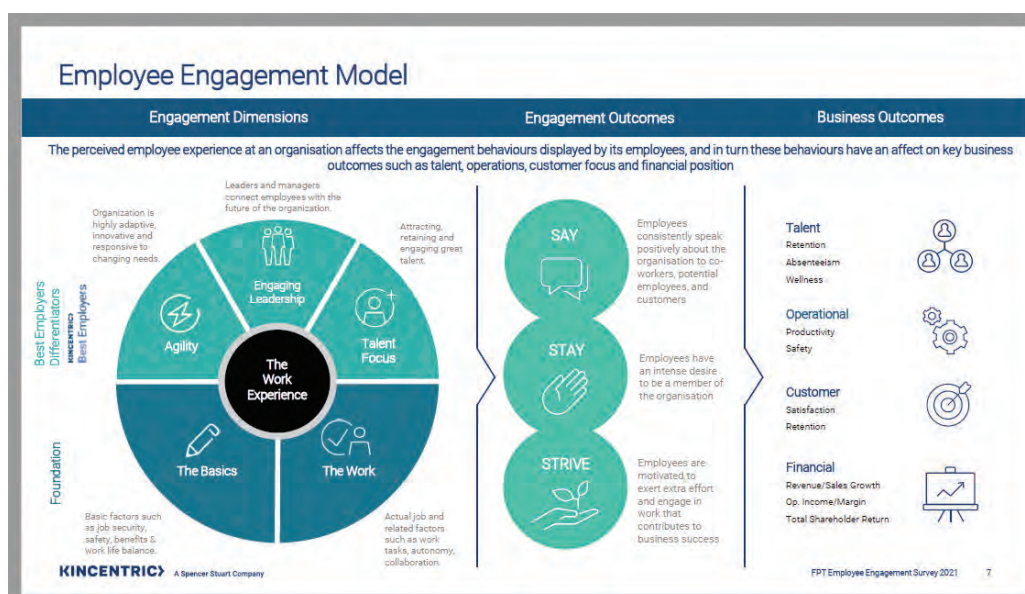 Employee Engagement Model
Engagement Dimensions
Engagement Outcomes
Business Outcomes
The perceived employee experience at an organisation affects the engagement behaviours displayed by its employees, and in turn these behaviours have an affect on key business
outcomes such as talent, operations, customer focus and financial position
Leaders and managers
connect employees with the
future of the organization.
Organization is
highly adaptive,
innovative and
responsive to
changing needs.
Attracting,
retaining and
engaging great
talent.
Engaging
Leadership
Agility
Talent
Focus
The
Work
Experience
The Basics
The Work
Best Employers
Differentiators
KINCENTRIC>
Best Employers
Foundation
Basic factors such
as job security,
safety, benefits &
work life balance.
Actual job and
related factors
such as work
tasks, autonomy,
collaboration.
SAY
Employees
consistently speak
positively about the
organisation to co-
workers, potential
employees, and
customers
STAY
Employees have
an intense desire
to be a member of
the organisation
STRIVE
Employees are
motivated to
exert extra effort
and engage in
work that
contributes to
business success
Talent
Retention
Absenteeism
Wellness
Operational
Productivity
Safety
Customer
Satisfaction
Retention
Financial
Revenue/Sales Growth
Op. Income/Margin
Total Shareholder Return
KINCENTRIC> A Spencer Stuart Company
FPT Employee Engagement Survey 2021 7